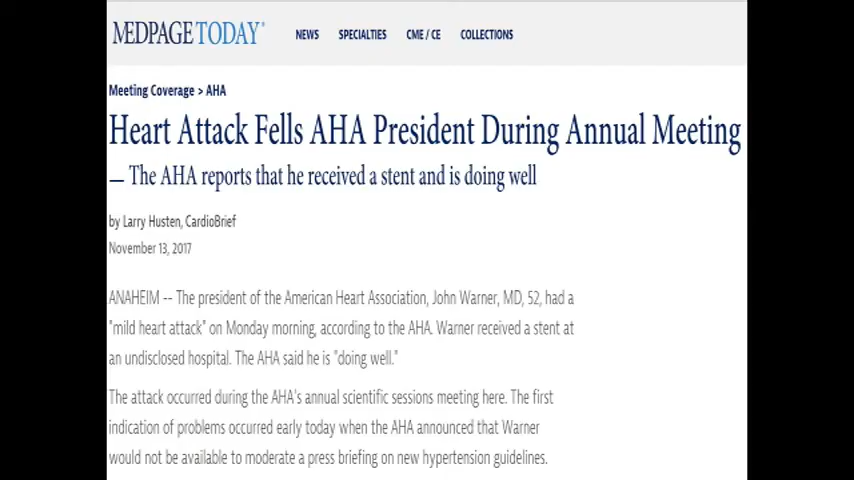 MEDPAGE TODAY®
NEWS SPECIALTIES CME / CE COLLECTIONS
Meeting Coverage > AHA
Heart Attack Fells AHA President During Annual Meeting
— The AHA reports that he received a stent and is doing well
by Larry Husten, CardioBrief
November 13, 2017
ANAHEIM -- The president of the American Heart Association, John Warner, MD, 52, had a
"mild heart attack" on Monday morning, according to the AHA. Warner received a stent at
an undisclosed hospital. The AHA said he is "doing well."
The attack occurred during the AHA's annual scientific sessions meeting here. The first
indication of problems occurred early today when the AHA announced that Warner
would not be available to moderate a press briefing on new hypertension guidelines.